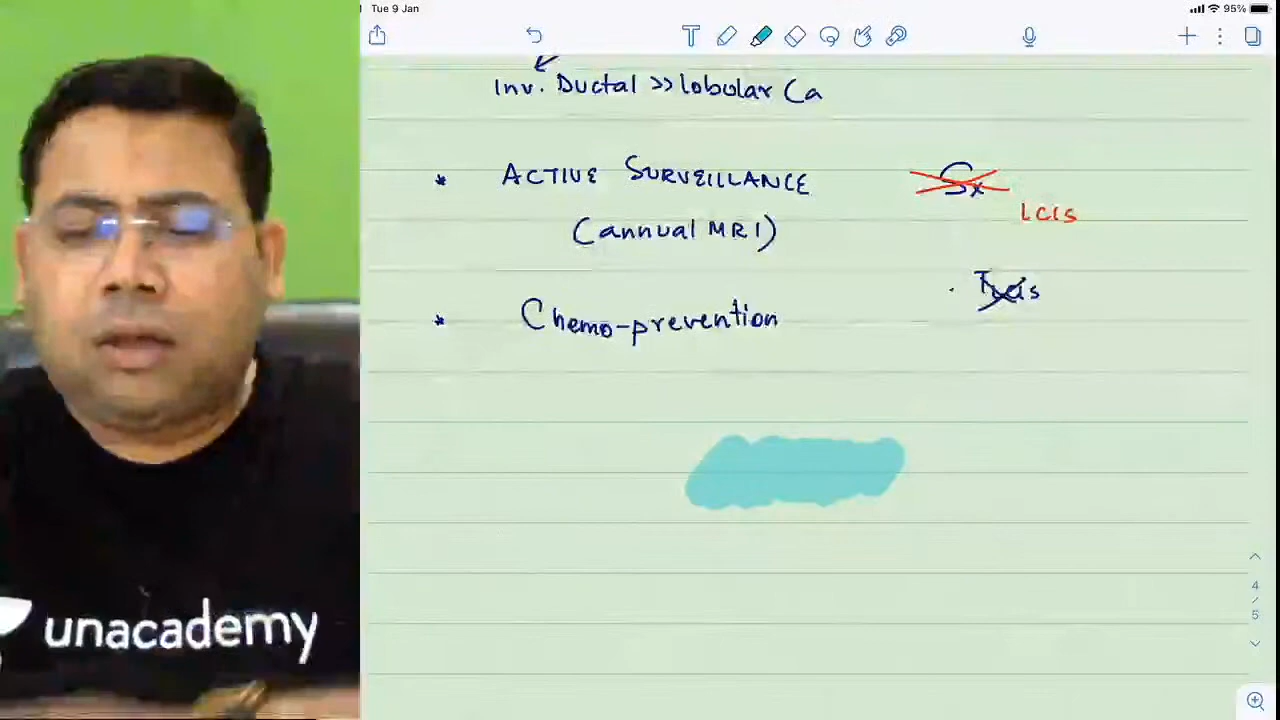 Tue 9 Jan
95%
Inv. Ductal >> lobular Ca
* ACTIVE SURVEILLANCE
Sx
LCIS
(annual MRI)
Tis
* Chemo-prevention
4
5
unacademy